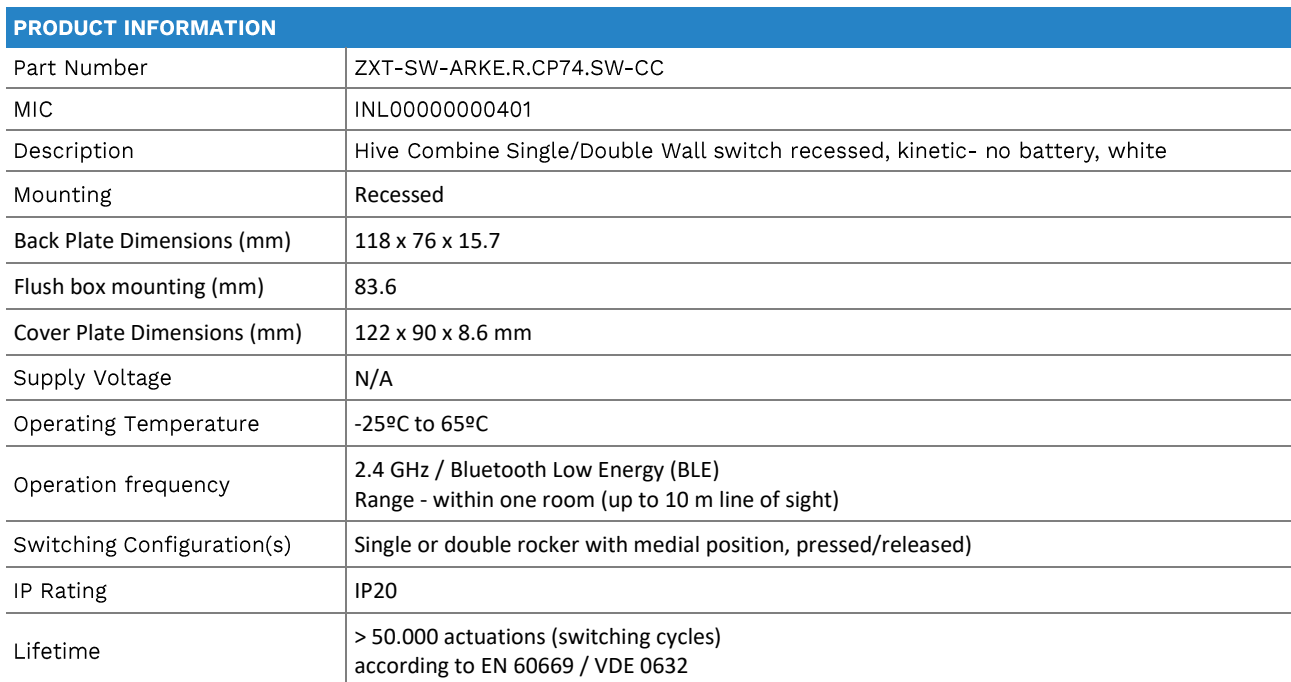 PRODUCT INFORMATION
Part Number ZXT-SW-ARKE.R.CP74.SW-CC
MIC INL00000000401
Description Hive Combine Single/Double Wall switch recessed, kinetic- no battery, white
Mounting Recessed
Back Plate Dimensions (mm) 118 x 76 x 15.7
Flush box mounting (mm) 83.6
Cover Plate Dimensions (mm) 122 x 90 x 8.6 mm
Supply Voltage N/A
Operating Temperature -25ºC to 65ºC
Operation frequency 2.4 GHz / Bluetooth Low Energy (BLE)
Range - within one room (up to 10 m line of sight)
Switching Configuration(s) Single or double rocker with medial position, pressed/released)
IP Rating IP20
Lifetime > 50.000 actuations (switching cycles)
according to EN 60669 / VDE 0632